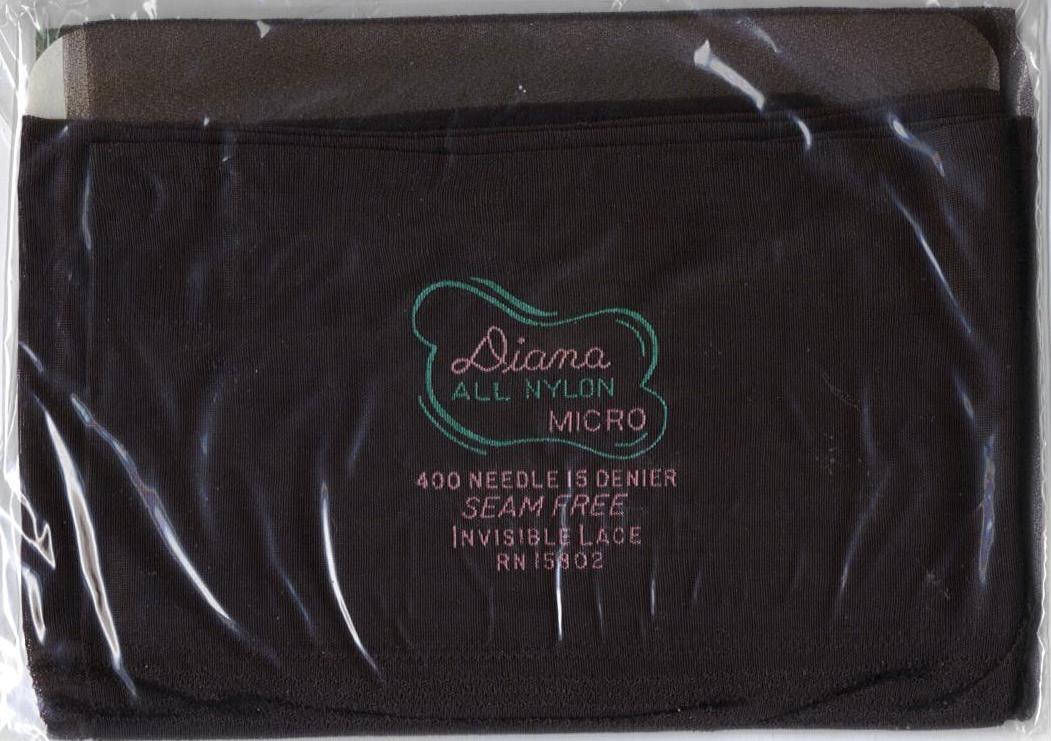 Diana
ALL NYLON
MICRO
400 NEEDLE 15 DENIER
SEAM FREE
INVISIBLE LACE
RN 15802